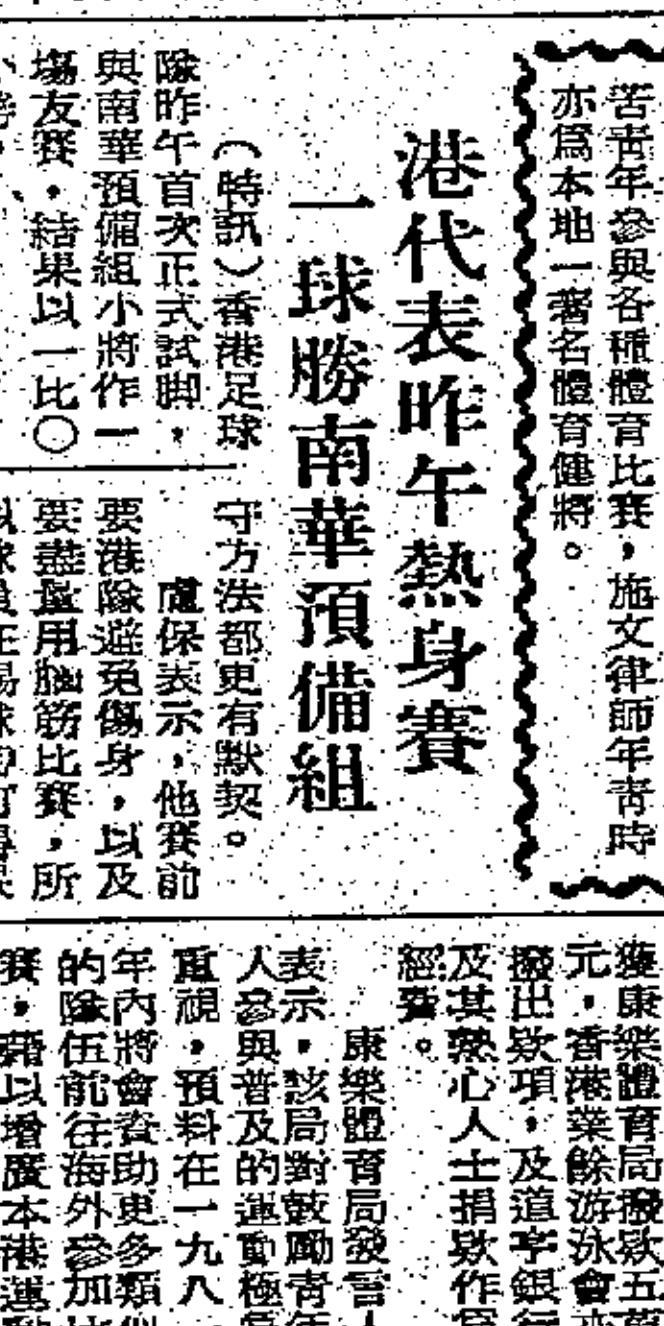 苦青年參與各種體育比賽，施文律師年青時
亦爲本地一著名體育健將。
港代表昨午熱身賽
一球勝南華預備組
（特訊）香港足球
隊昨午首次正式試脚，
與南華預備組小將作一
塲友賽，結果以一比〇
守方法都更有默契。
盧保表示，他賽前
要港隊避免傷身，以及
要盡量用腦筋比賽，所
康樂體育局撥欵五萬
元，香港業餘游泳會亦
撥出欵項，及道亨銀行
及其熱心人士捐欵作爲
經費。
康樂體育局發言人
表示，該局對鼓勵青年
人參與普及的運動極爲
重視，預料在一九八
年內將會資助更多類似
的隊伍前往海外參加比
賽，藉以增廣本港運動